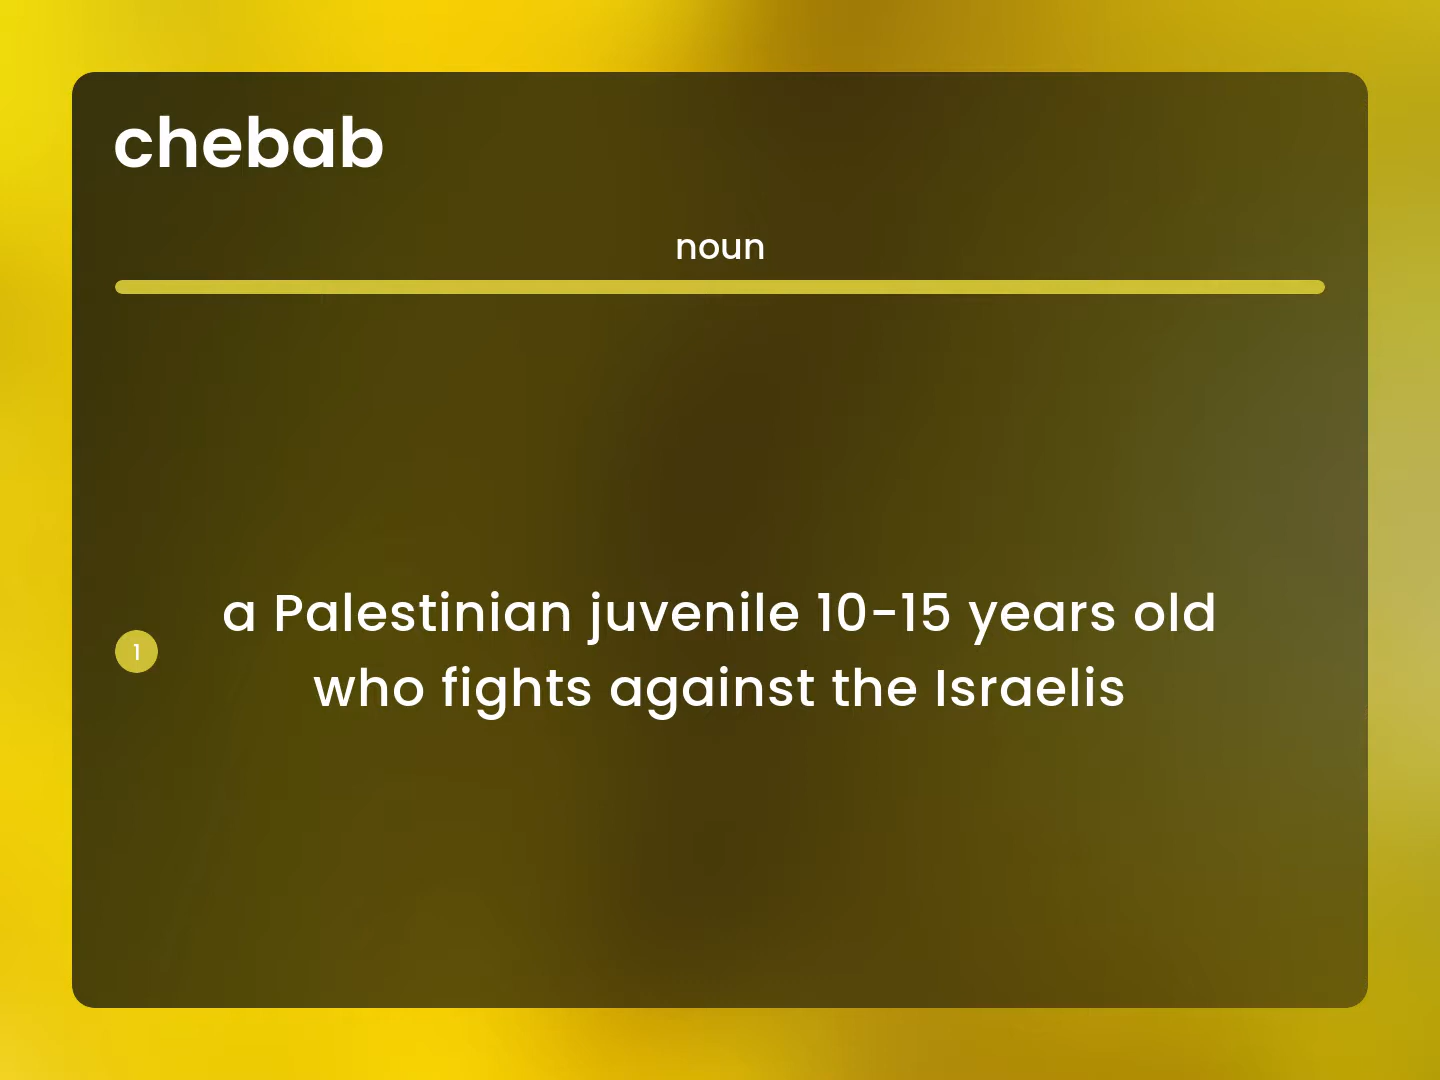 chebab
noun
1
a Palestinian juvenile 10-15 years old
who fights against the Israelis